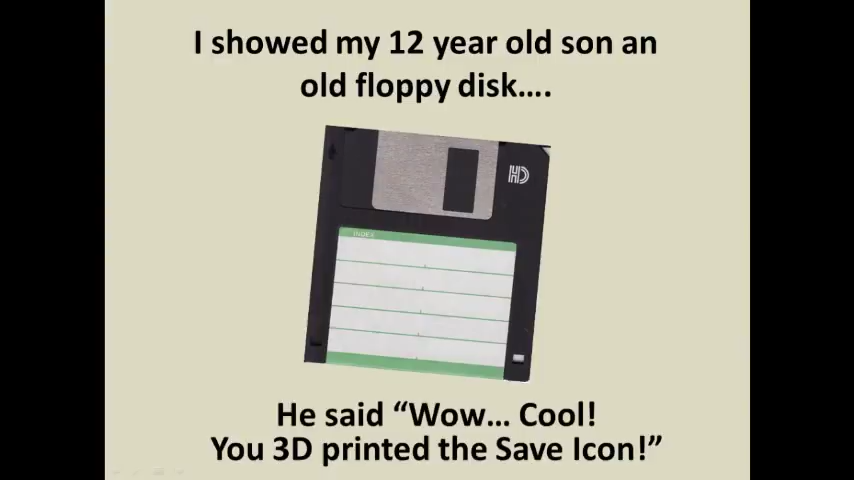 I showed my 12 year old son an
old floppy disk....
HD
INDEX
He said “Wow... Cool!
You 3D printed the Save Icon!”